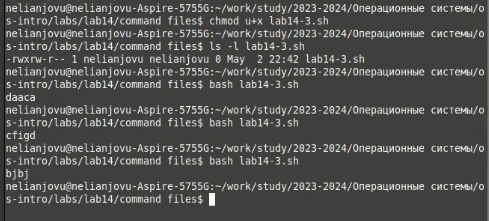 nelianjovu@nelianjovu-Aspire-5755G:~/work/study/2023-2024/Операционные системы/o
s-intro/labs/lab14/command files$ chmod u+x lab14-3.sh
nelianjovu@nelianjovu-Aspire-5755G:~/work/study/2023-2024/Операционные системы/o
s-intro/labs/lab14/command files$ ls -l lab14-3.sh
-rwxrw-r-- 1 nelianjovu nelianjovu 0 May  2 22:42 lab14-3.sh
nelianjovu@nelianjovu-Aspire-5755G:~/work/study/2023-2024/Операционные системы/o
s-intro/labs/lab14/command files$ bash lab14-3.sh
daaca
nelianjovu@nelianjovu-Aspire-5755G:~/work/study/2023-2024/Операционные системы/o
s-intro/labs/lab14/command files$ bash lab14-3.sh
cfigd
nelianjovu@nelianjovu-Aspire-5755G:~/work/study/2023-2024/Операционные системы/o
s-intro/labs/lab14/command files$ bash lab14-3.sh
bjbj
nelianjovu@nelianjovu-Aspire-5755G:~/work/study/2023-2024/Операционные системы/o
s-intro/labs/lab14/command files$